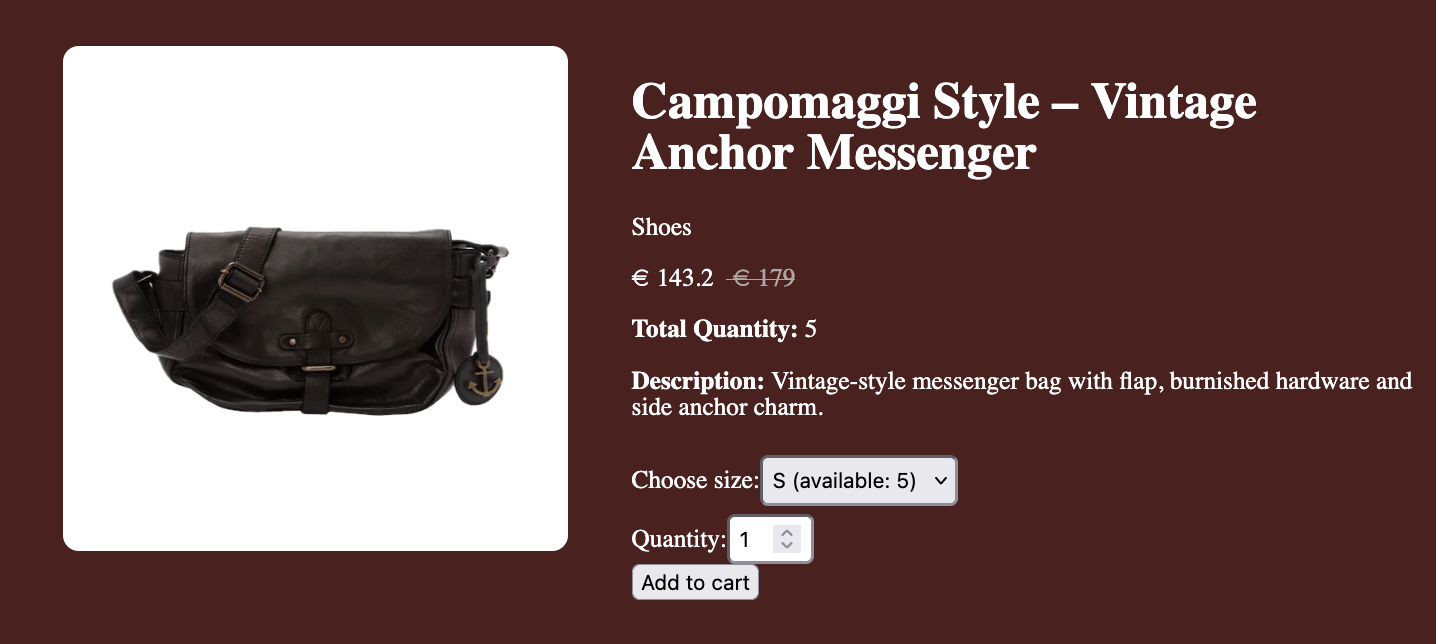 Campomaggi Style – Vintage
Anchor Messenger
Shoes
€ 143.2 € 179
Total Quantity: 5
Description: Vintage-style messenger bag with flap, burnished hardware and
side anchor charm.
Choose size: S (available: 5)
Quantity: 1
Add to cart